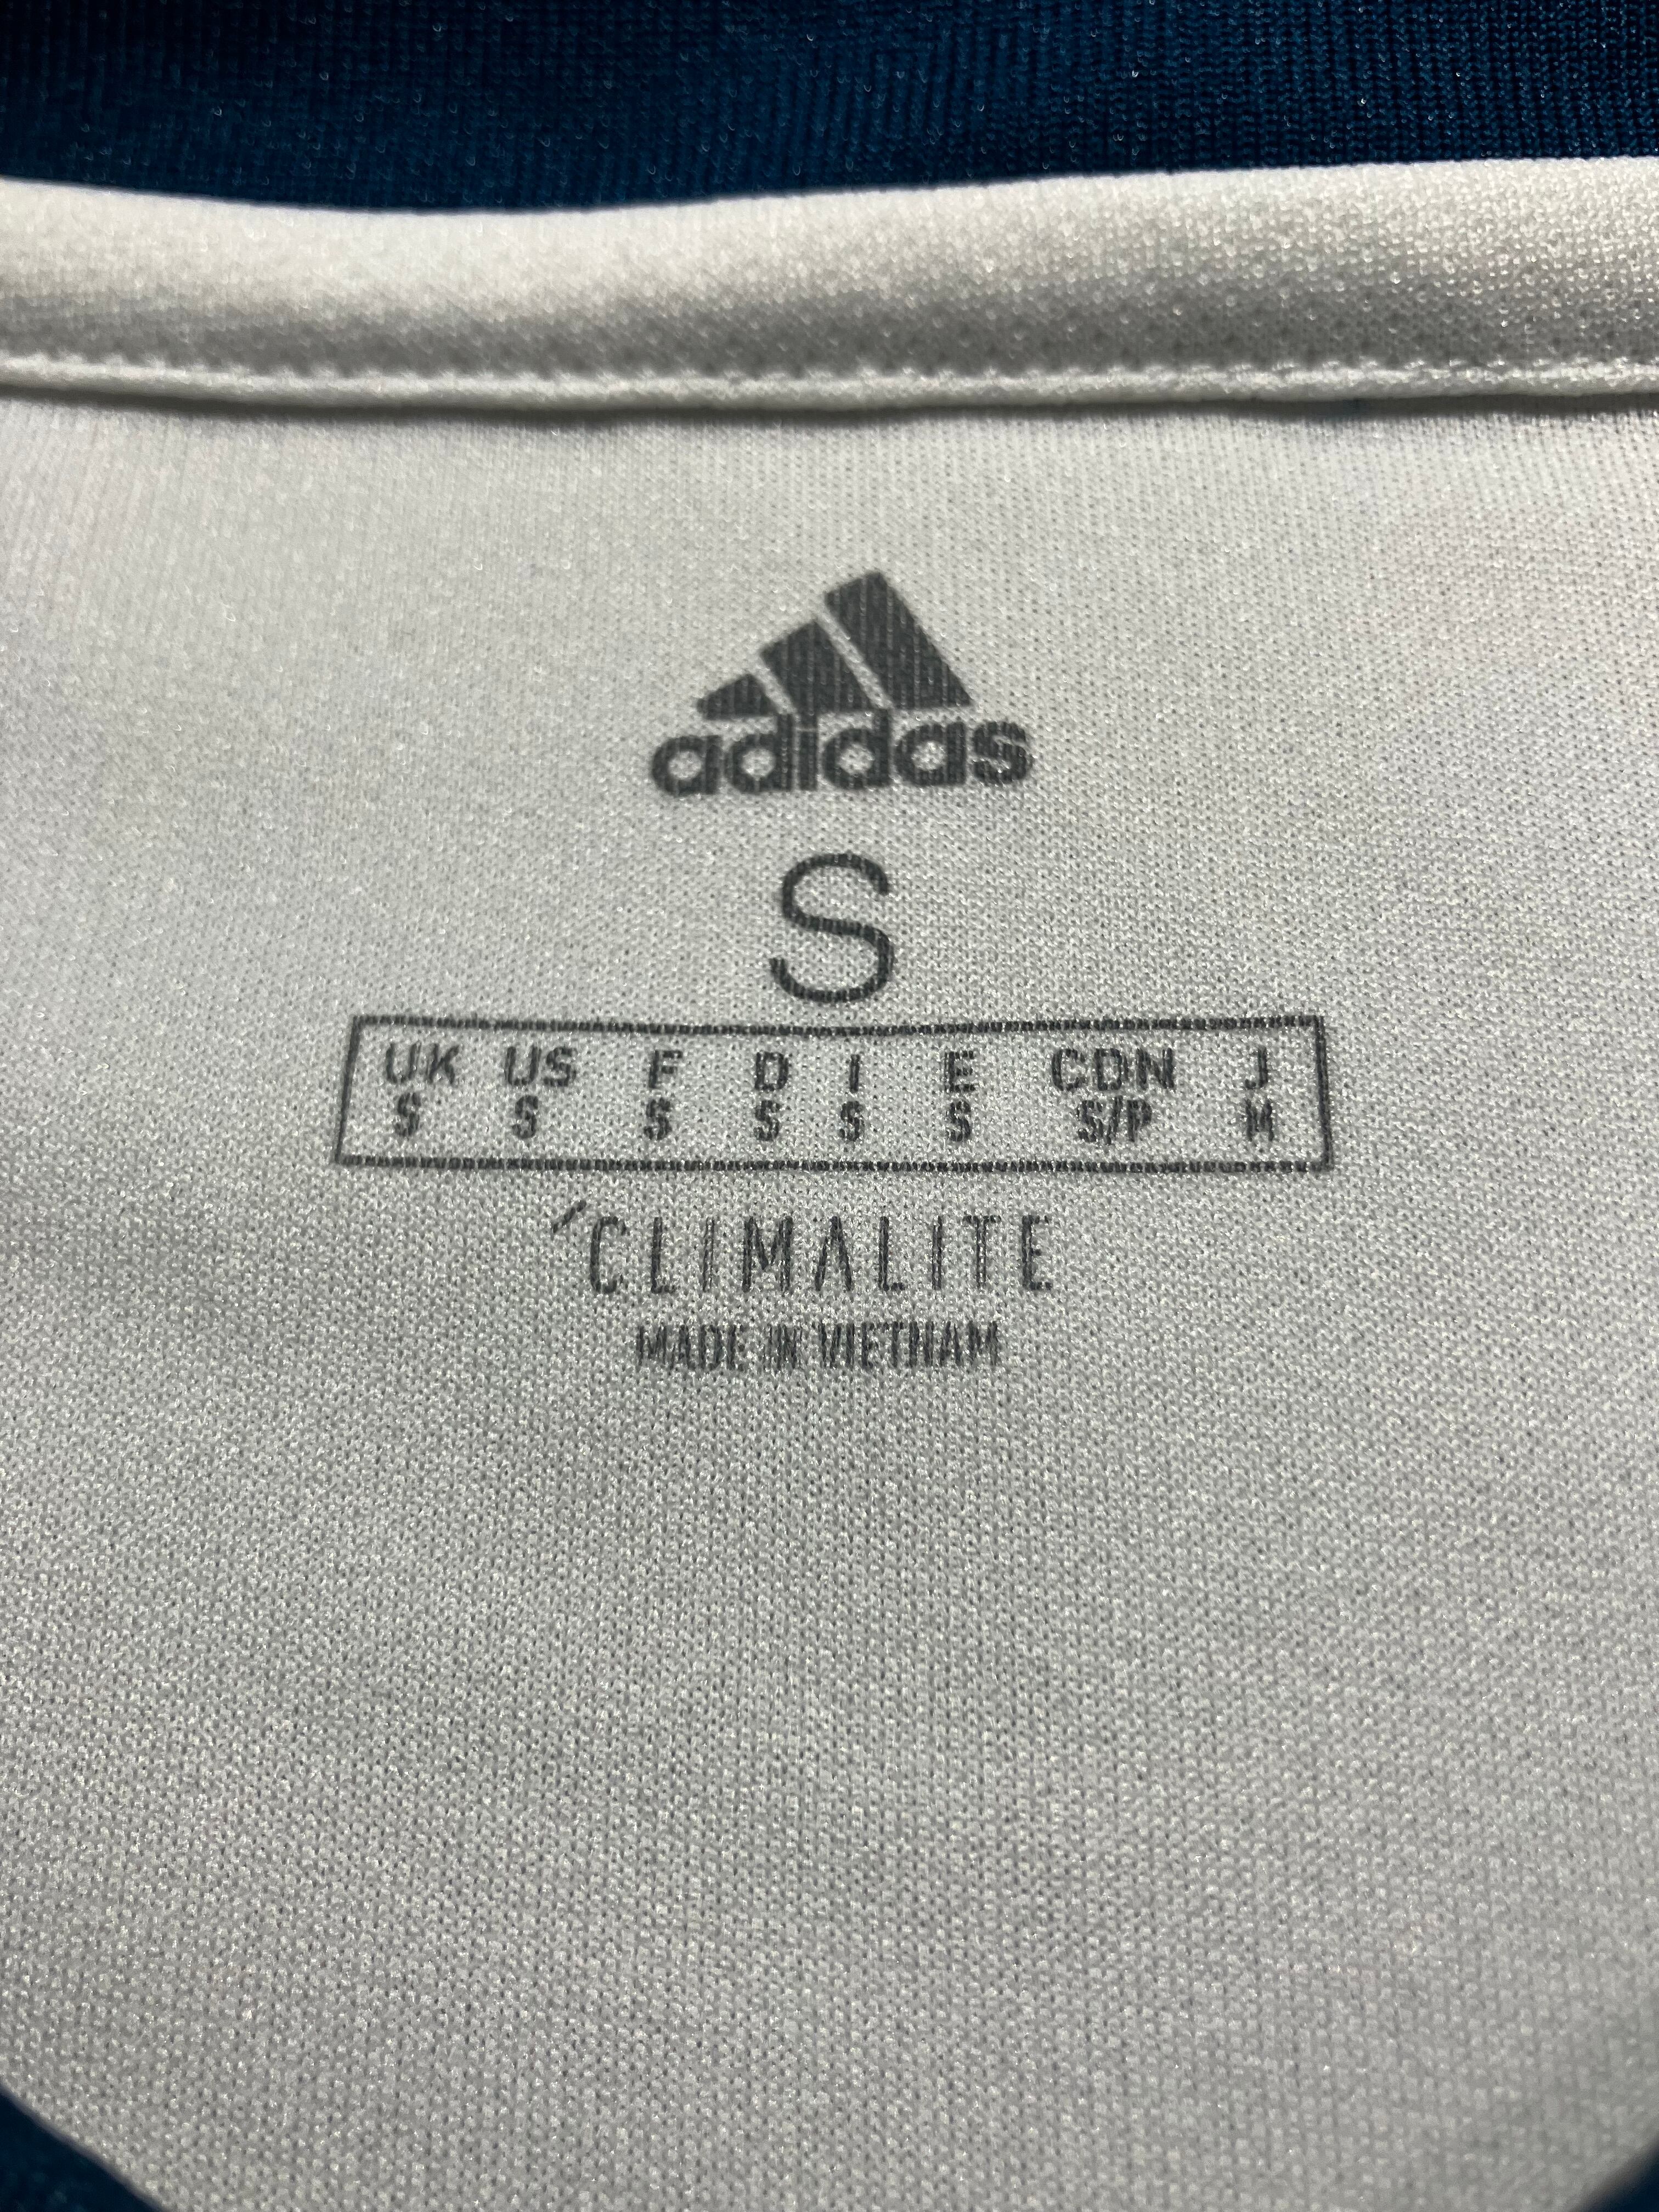 adidas
S
UK US F D I E CDN J
S S S S S S S/P M
CLIMALITE
MADE IN VIETNAM